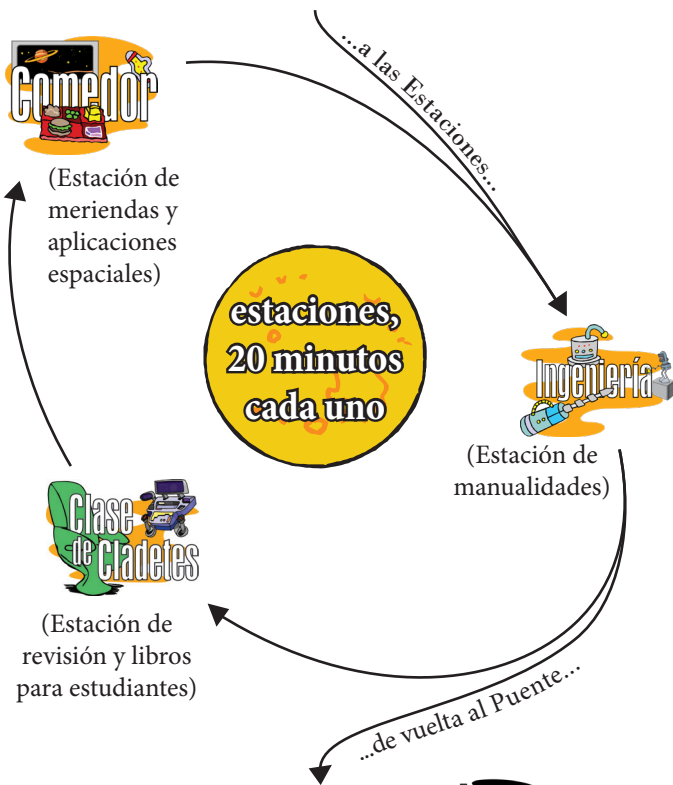 ...a las Estaciones...
Comedor
(Estación de
meriendas y
aplicaciones
espaciales)
estaciones,
20 minutos
cada uno
Ingeniería
(Estación de
manualidades)
Clase
de Cladetes
(Estación de
revisión y libros
para estudiantes)
...de vuelta al Puente...